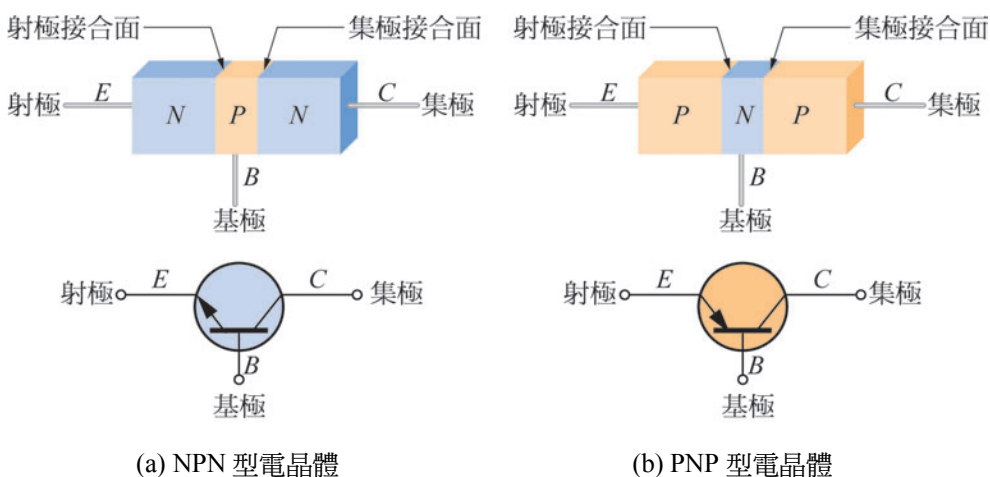 射極接合面 集極接合面
射極 E N P N C 集極
B
基極
射極 E C 集極
B
基極
(a) NPN 型電晶體
射極接合面 集極接合面
射極 E P N P C 集極
B
基極
射極 E C 集極
B
基極
(b) PNP 型電晶體